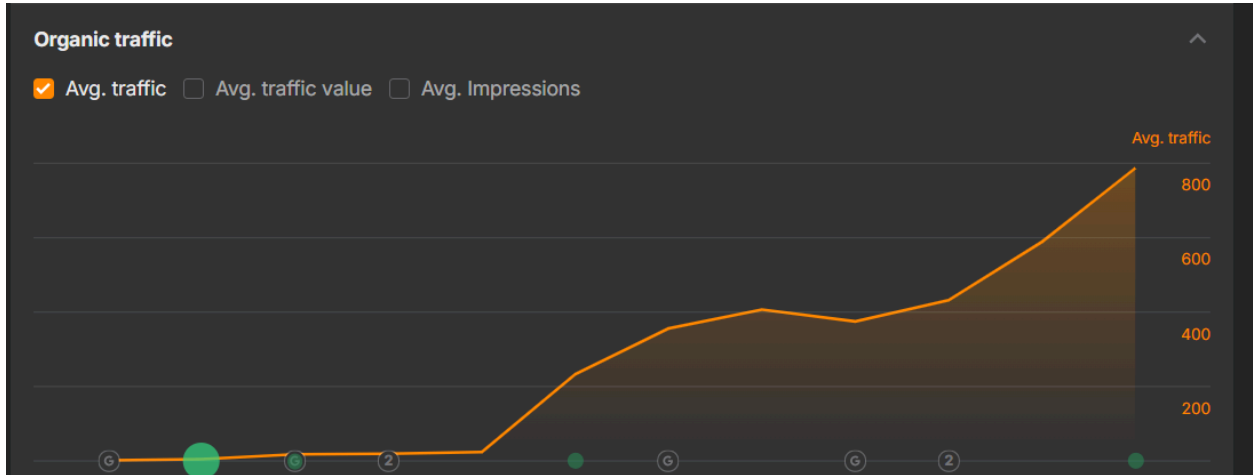 Organic traffic
Avg. traffic Avg. traffic value Avg. Impressions
Avg. traffic
800
600
400
200
G G 2 G G 2